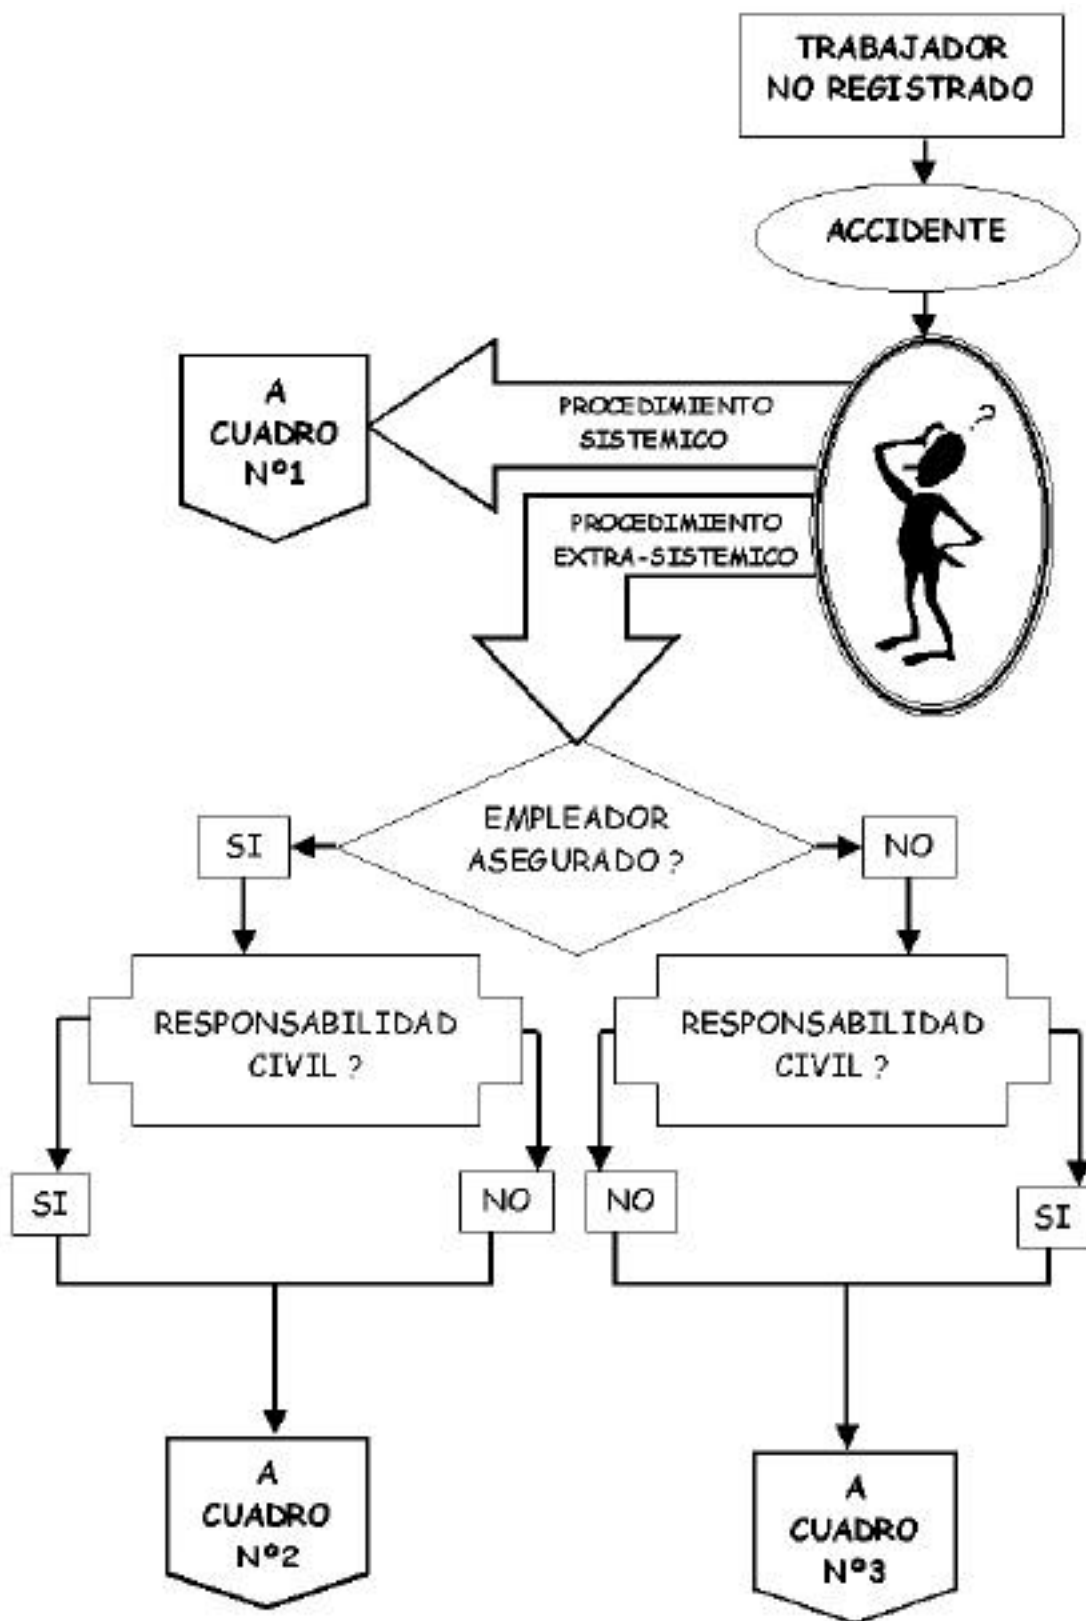 TRABAJADOR
NO REGISTRADO
ACCIDENTE
?
A
CUADRO
Nº1
PROCEDIMIENTO
SISTEMICO
PROCEDIMIENTO
EXTRA-SISTEMICO
EMPLEADOR
ASEGURADO ?
SI
NO
RESPONSABILIDAD
CIVIL ?
RESPONSABILIDAD
CIVIL ?
SI
NO
NO
SI
A
CUADRO
Nº2
A
CUADRO
Nº3